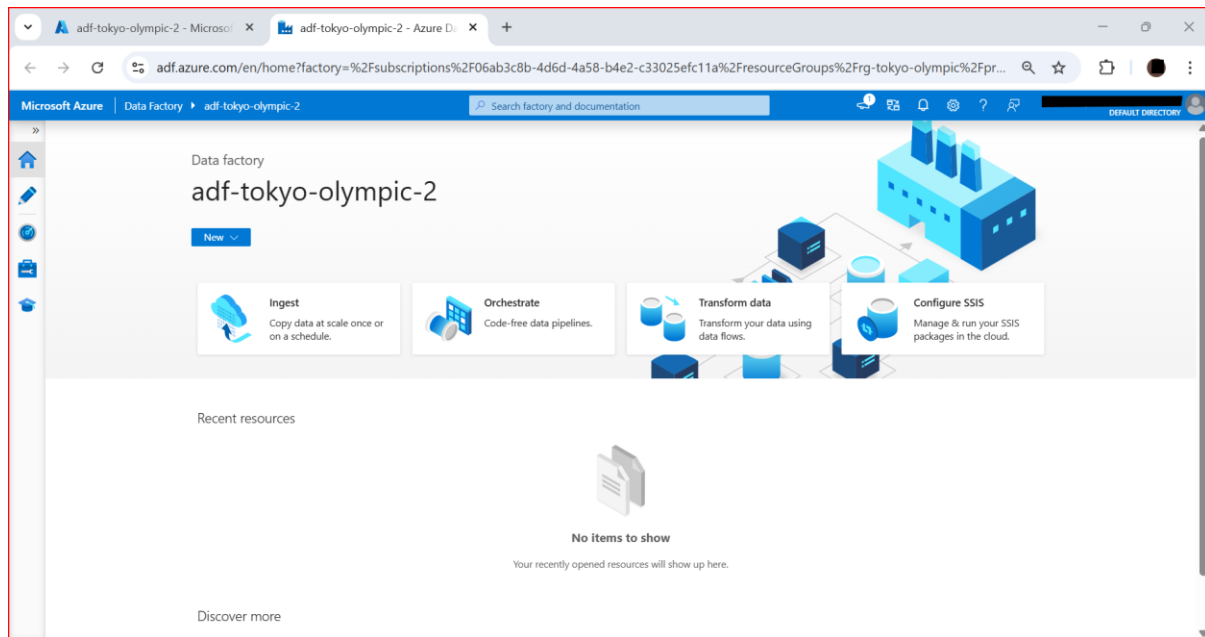 adf-tokyo-olympic-2 - Microsof
adf-tokyo-olympic-2 - Azure Da
adf.azure.com/en/home?factory=%2Fsubscriptions%2F06ab3c8b-4d6d-4a58-b4e2-c33025efc11a%2FresourceGroups%2Frg-tokyo-olympic%2Fpr...
Microsoft Azure
Data Factory
adf-tokyo-olympic-2
Search factory and documentation
1
DEFAULT DIRECTORY
Data factory
adf-tokyo-olympic-2
New
Ingest
Copy data at scale once or
on a schedule.
Orchestrate
Code-free data pipelines.
Transform data
Transform your data using
data flows.
Configure SSIS
Manage & run your SSIS
packages in the cloud.
Recent resources
No items to show
Your recently opened resources will show up here.
Discover more